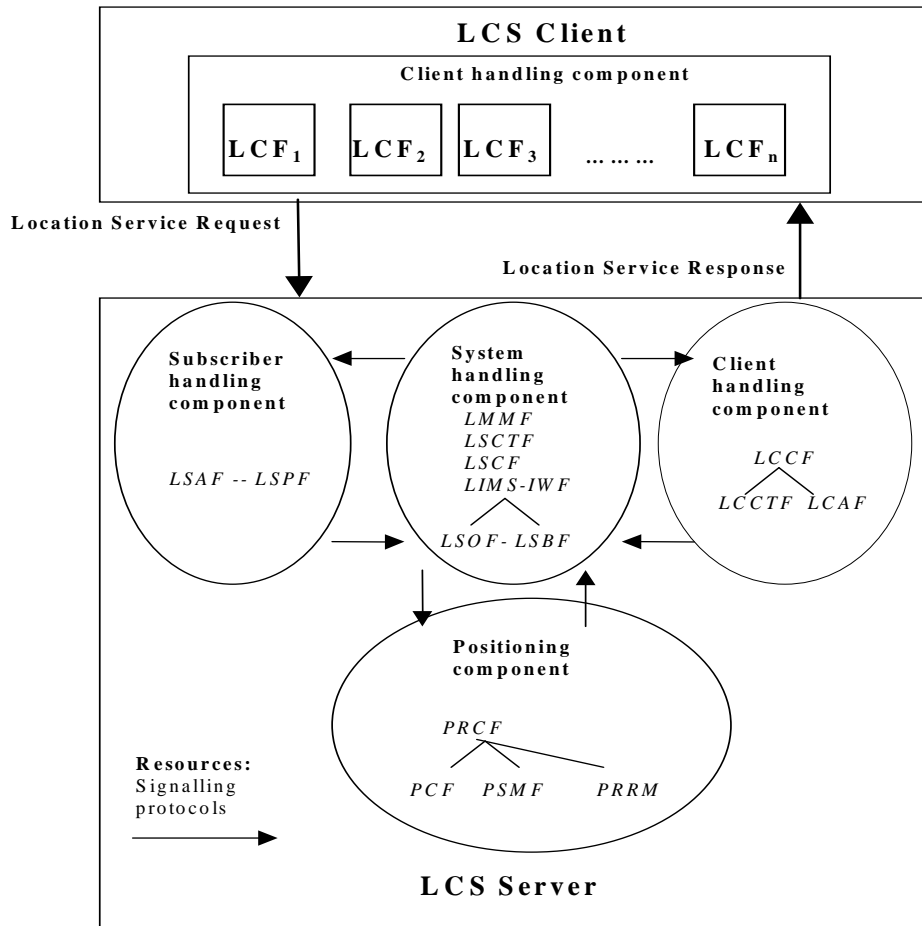 LCS Client
Client handling component
LCF1
LCF2
LCF3
... ... ...
LCFn
Location Service Request
Location Service Response
Subscriber
handling
component
LSAF -- LSPF
System
handling
component
LMMF
LSCTF
LSCF
LIMS-IWF
LSOF- LSBF
Client
handling
component
LCCF
LCCTF LCAF
Positioning
component
PRCF
PCF PSMF PRRM
Resources:
Signalling
protocols
LCS Server